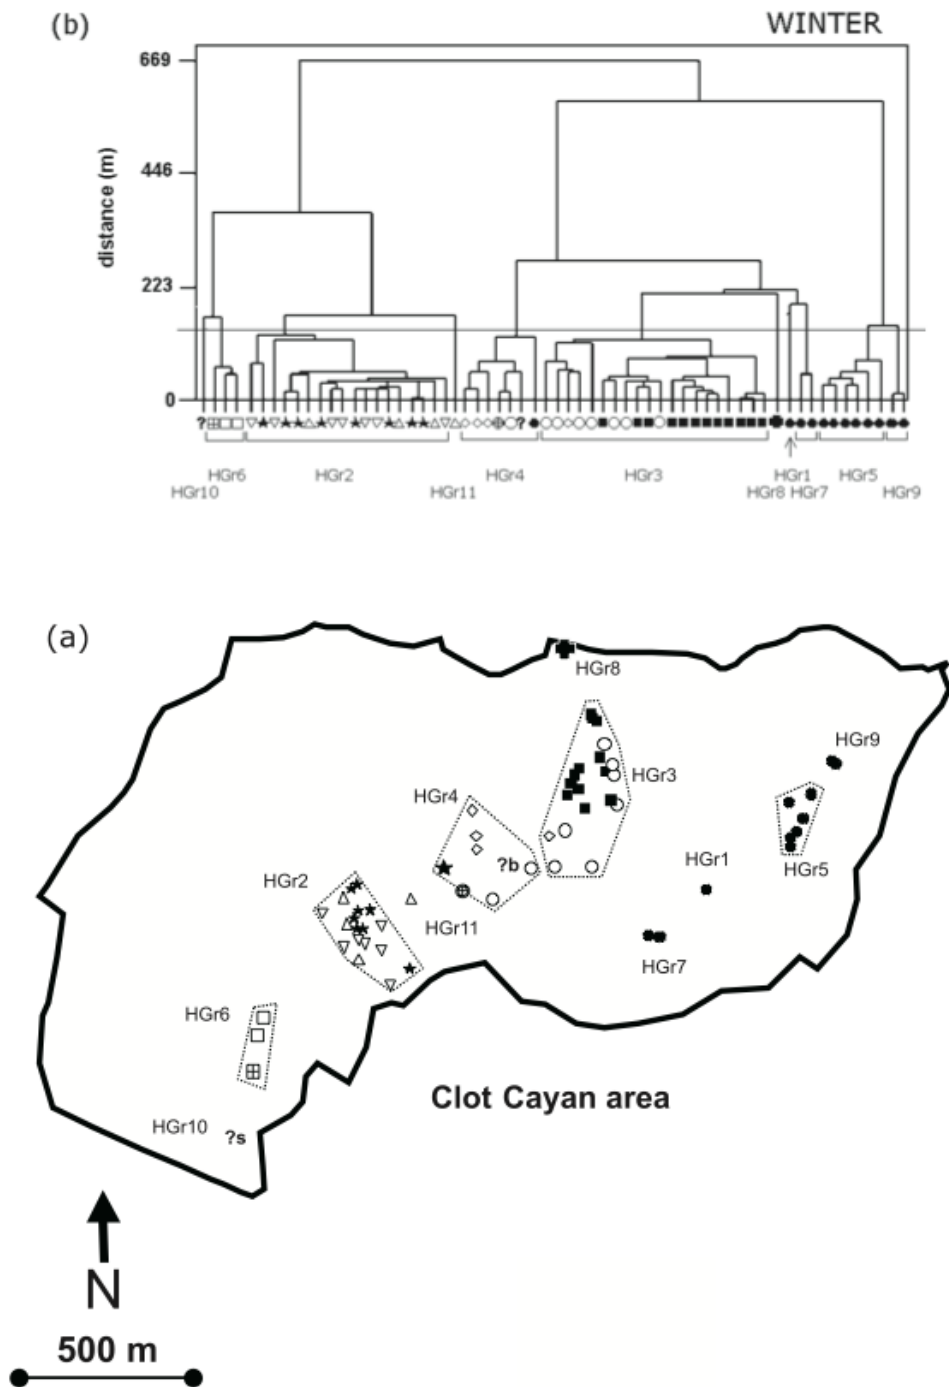 (b) WINTER
669
446
distance (m)
223
0
? ?
HGr6 HGr2 HGr4 HGr3 HGr1 HGr5
HGr10 HGr11 HGr8 HGr7 HGr9
(a)
HGr8
HGr9
HGr3
HGr4
?b
HGr1
HGr5
HGr2
HGr11
HGr7
HGr6
Clot Cayan area
HGr10 ?s
N
500 m